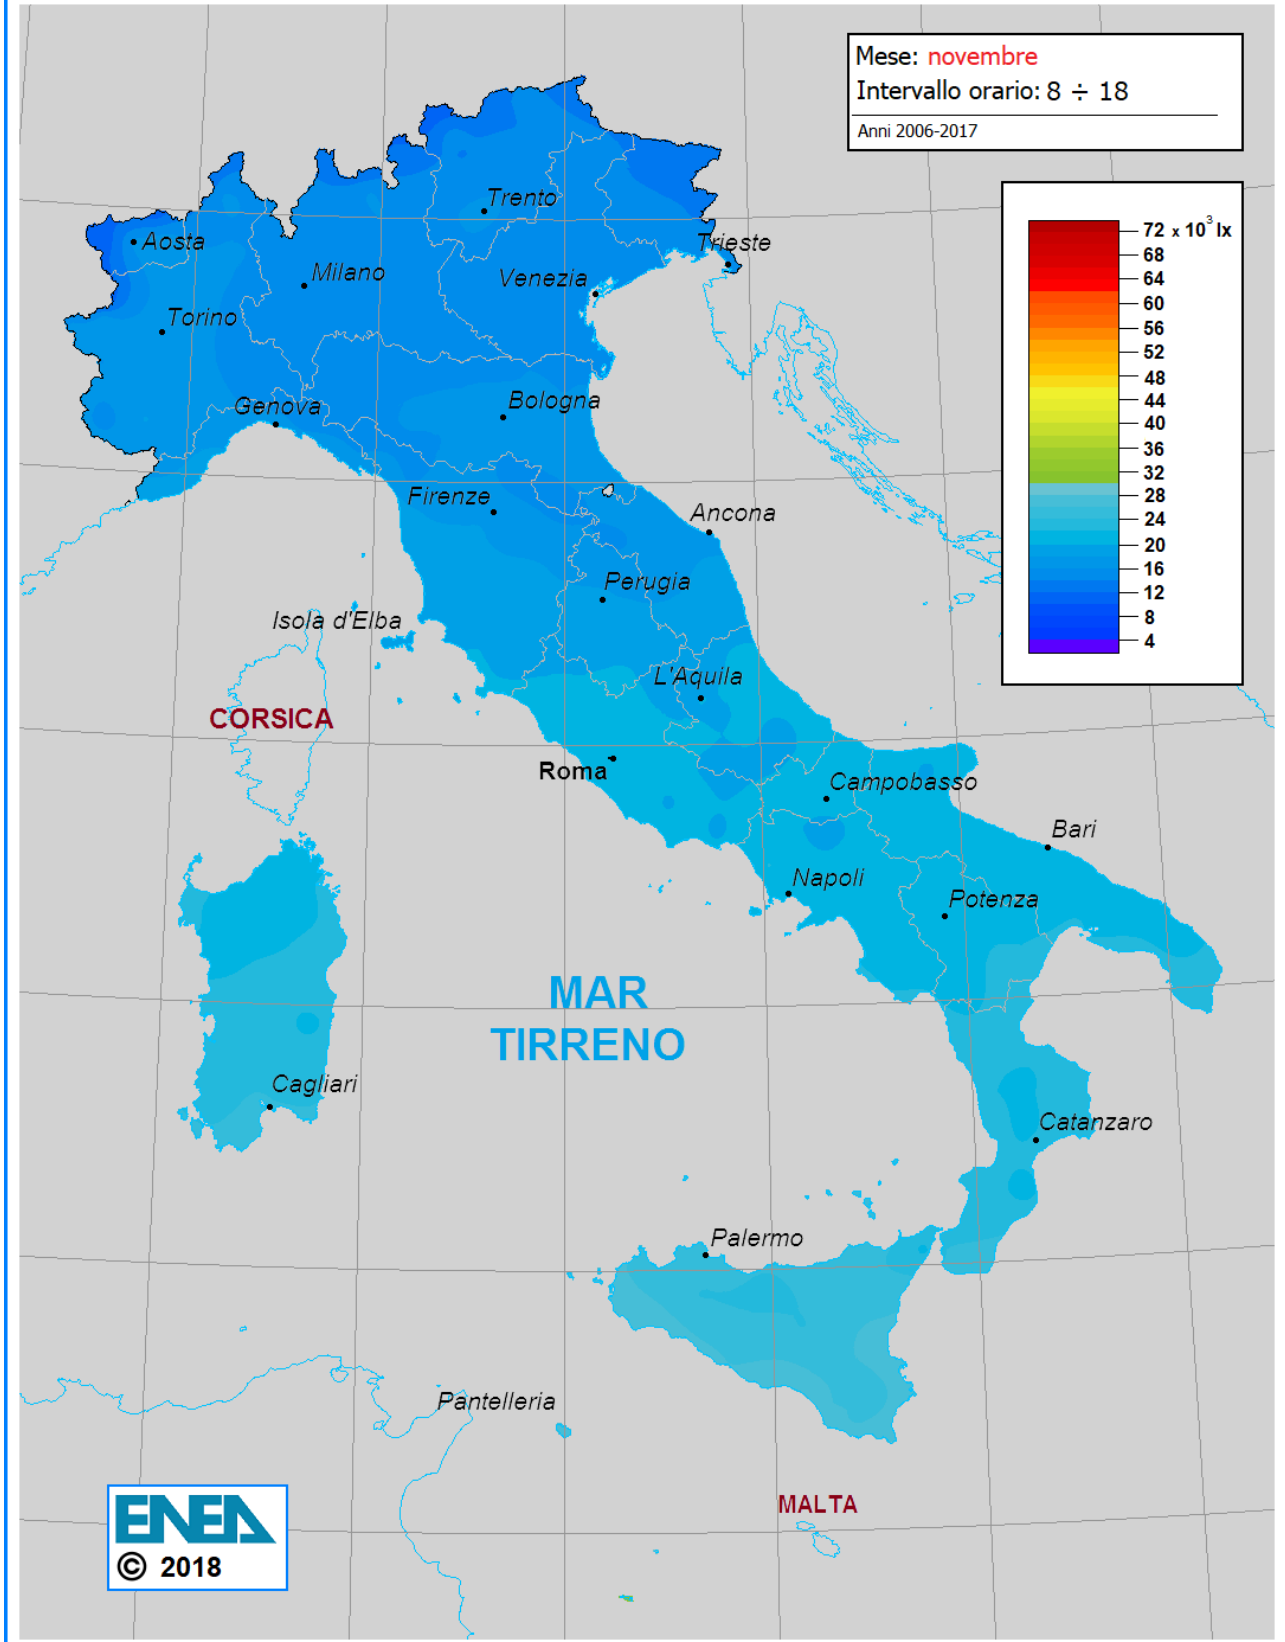 Mese: novembre
Intervallo orario: 8 ÷ 18
Anni 2006-2017
72 x 10³ lx
68
64
60
56
52
48
44
40
36
32
28
24
20
16
12
8
4
Trento
Aosta
Trieste
Milano
Venezia
Torino
Genova
Bologna
Firenze
Ancona
Perugia
Isola d'Elba
L'Aquila
CORSICA
Roma
Campobasso
Bari
Napoli
Potenza
MAR
TIRRENO
Cagliari
Catanzaro
Palermo
Pantelleria
MALTA
ENEA
© 2018